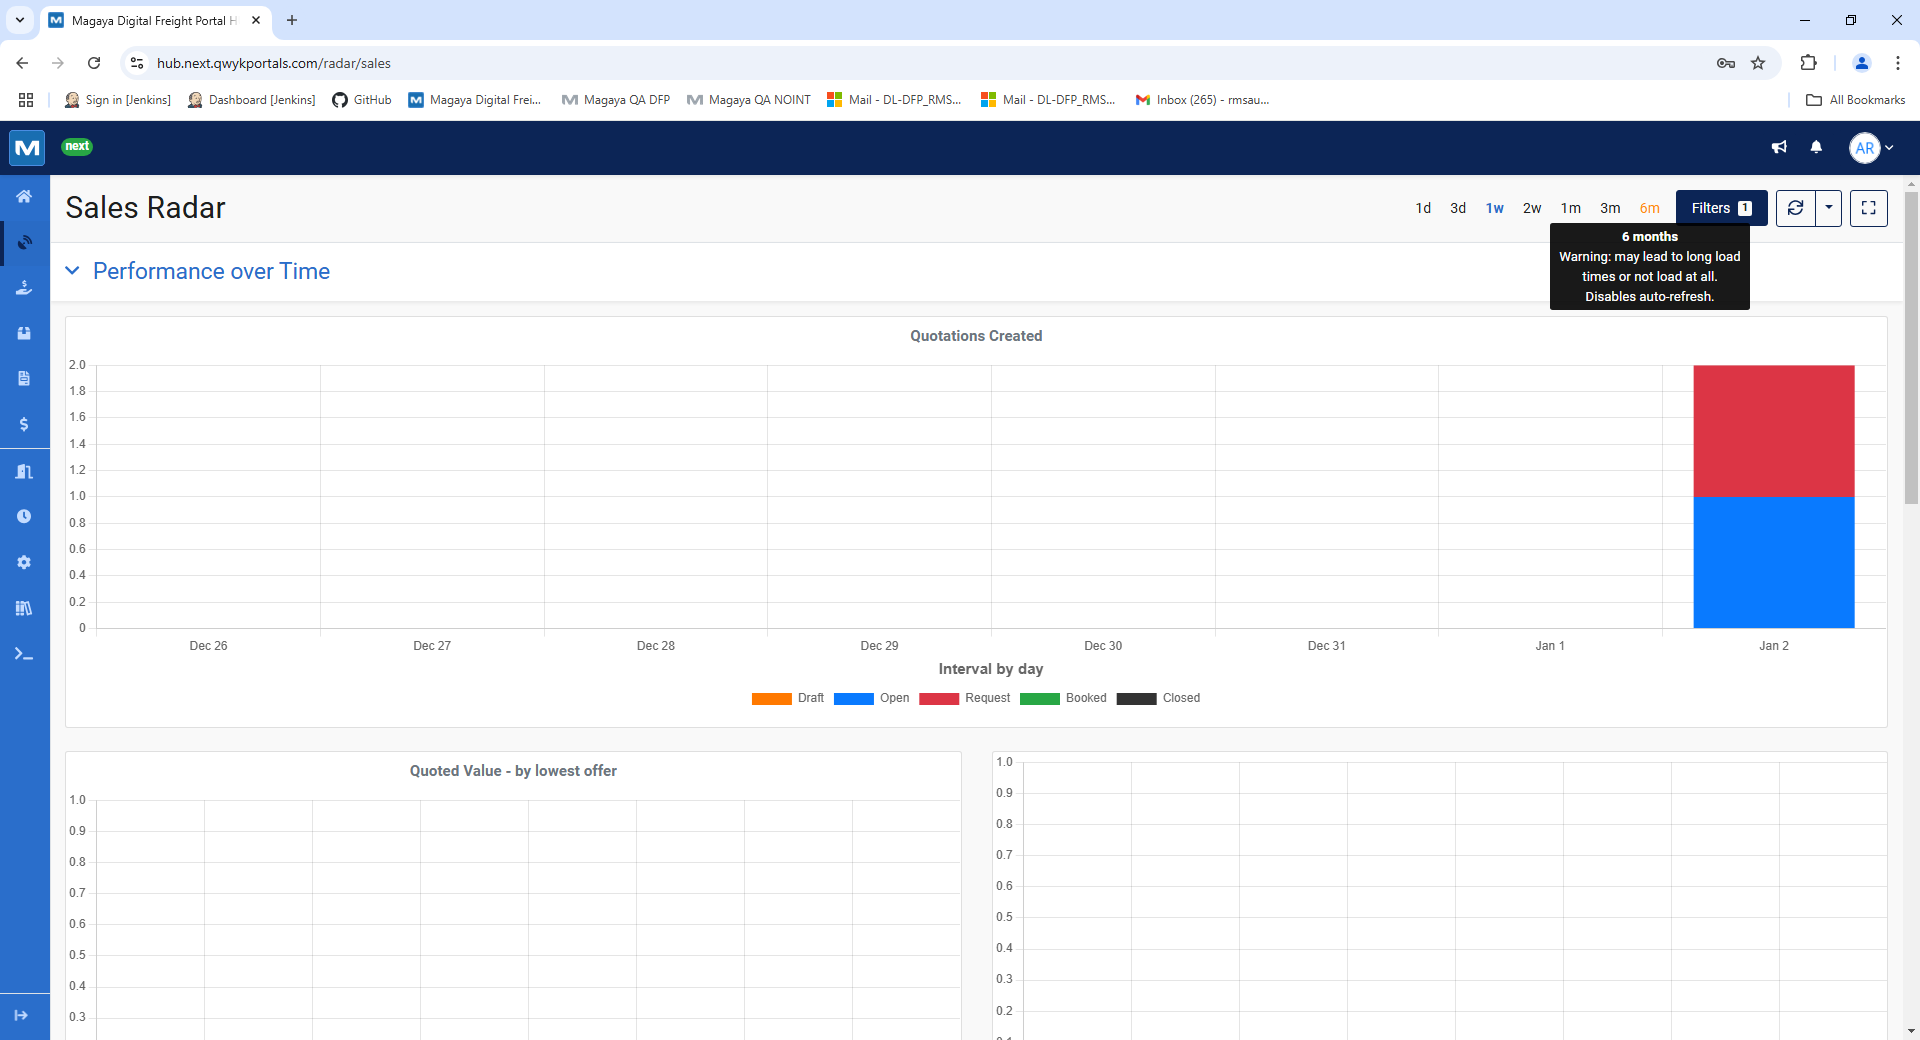 Magaya Digital Freight Portal H
hub.next.qwykportals.com/radar/sales
Sign in [Jenkins]
Dashboard [Jenkins]
GitHub
Magaya Digital Frei...
Magaya QA DFP
Magaya QA NOINT
Mail - DL-DFP_RMS...
Mail - DL-DFP_RMS...
Inbox (265) - rmsau...
All Bookmarks
next
AR
Sales Radar
1d 3d 1w 2w 1m 3m 6m
Filters 1
6 months
Warning: may lead to long load
times or not load at all.
Disables auto-refresh.
Performance over Time
Quotations Created
2.0
1.8
1.6
1.4
1.2
1.0
0.8
0.6
0.4
0.2
0
Dec 26 Dec 27 Dec 28 Dec 29 Dec 30 Dec 31 Jan 1 Jan 2
Interval by day
Draft Open Request Booked Closed
Quoted Value - by lowest offer
1.0
0.9
0.8
0.7
0.6
0.5
0.4
0.3
1.0
0.9
0.8
0.7
0.6
0.5
0.4
0.3
0.2